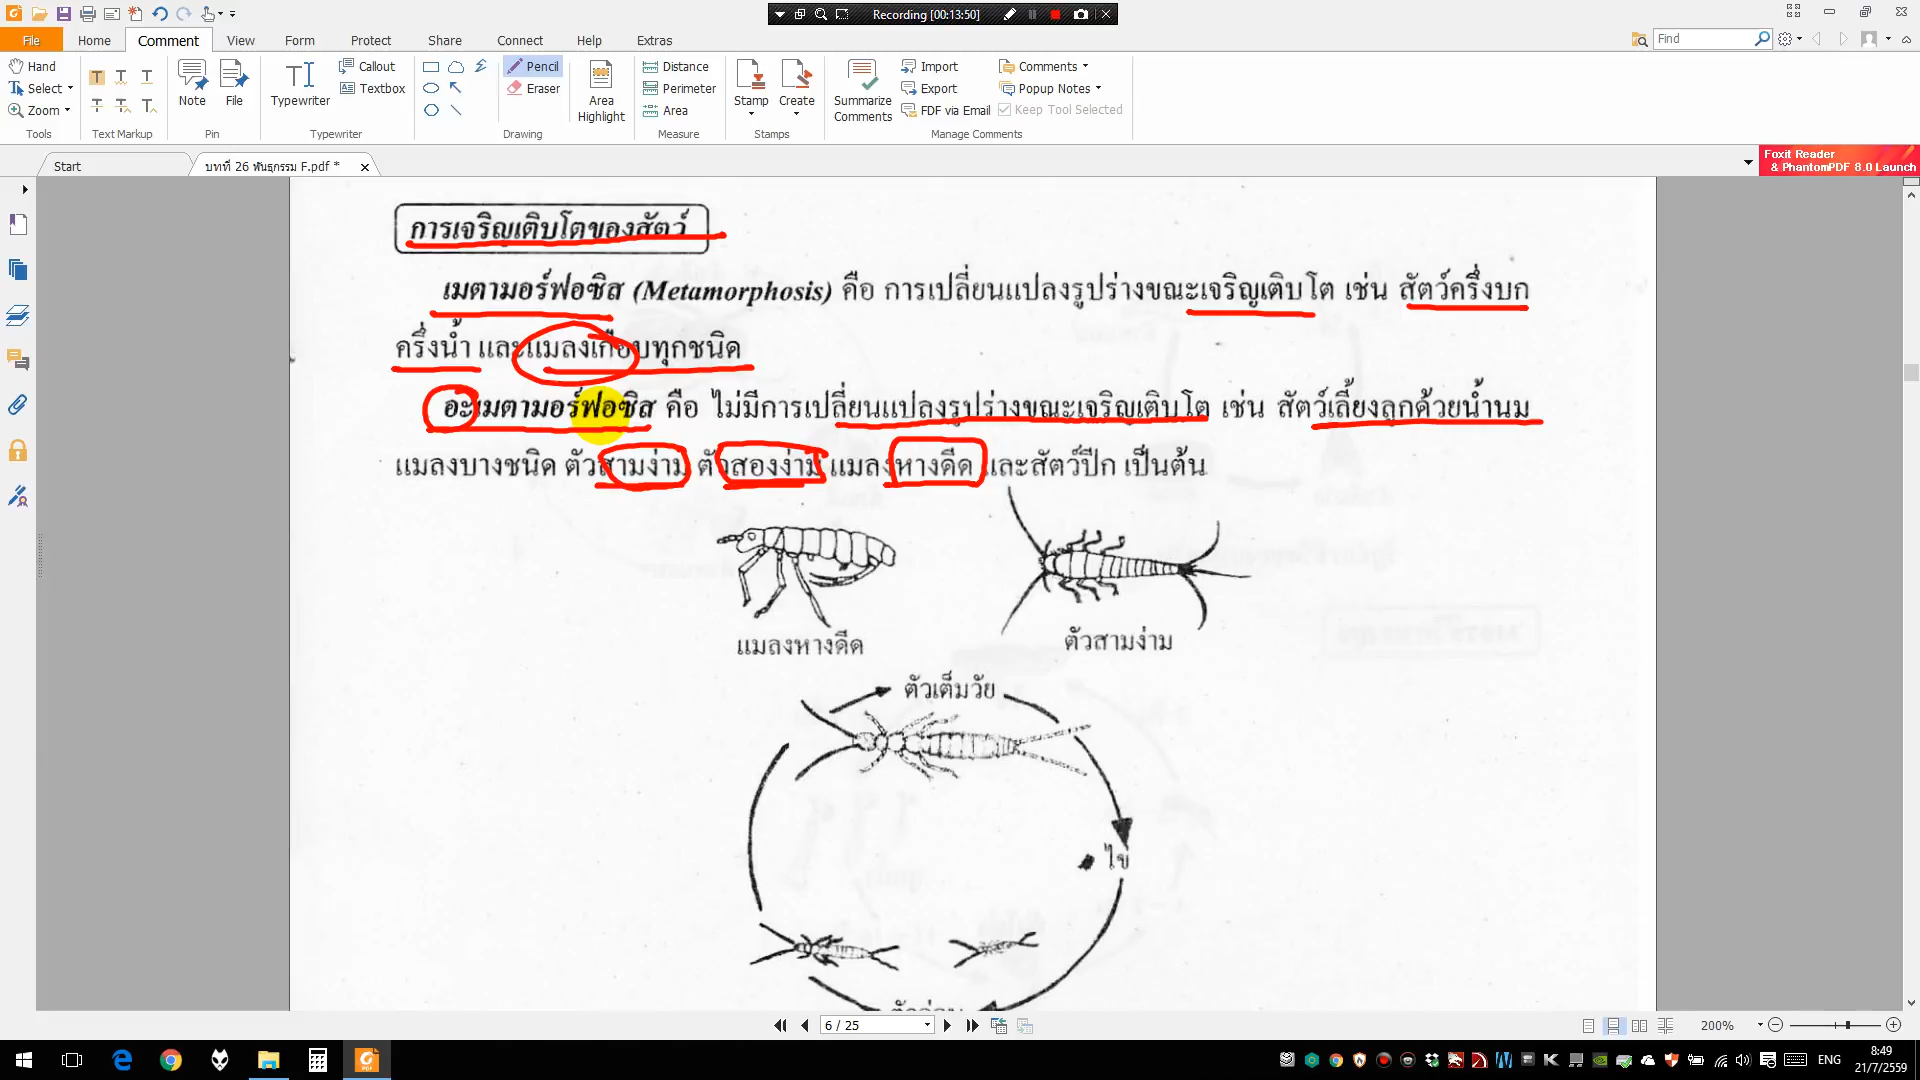 Recording [00:13:50]
File Home Comment View Form Protect Share Connect Help Extras
Find
Hand
Select
Zoom
Tools
Text Markup
Note
File
Pin
Typewriter
Callout
Textbox
Typewriter
Pencil
Eraser
Drawing
Area Highlight
Distance
Perimeter
Area
Measure
Stamp
Create
Stamps
Summarize Comments
Import
Export
FDF via Email
Comments
Popup Notes
Keep Tool Selected
Manage Comments
Start
บทที่ 26 พันธุกรรม F.pdf *
Foxit Reader
& PhantomPDF 8.0 Launch
การเจริญเติบโตของสัตว์
เมตามอร์ฟอซิส (Metamorphosis) คือ การเปลี่ยนแปลงรูปร่างขณะเจริญเติบโต เช่น สัตว์ครึ่งบก
ครึ่งน้ำ และแมลงเกือบทุกชนิด
อะเมตามอร์ฟอซิส คือ ไม่มีการเปลี่ยนแปลงรูปร่างขณะเจริญเติบโต เช่น สัตว์เลี้ยงลูกด้วยน้ำนม
แมลงบางชนิด ตัวสามง่าม ตัวสองง่าม แมลงหางดีด และสัตว์ปีก เป็นต้น
แมลงหางดีด
ตัวสามง่าม
ตัวเต็มวัย
ไข่
6 / 25
200%
ENG
8:49
21/7/2559